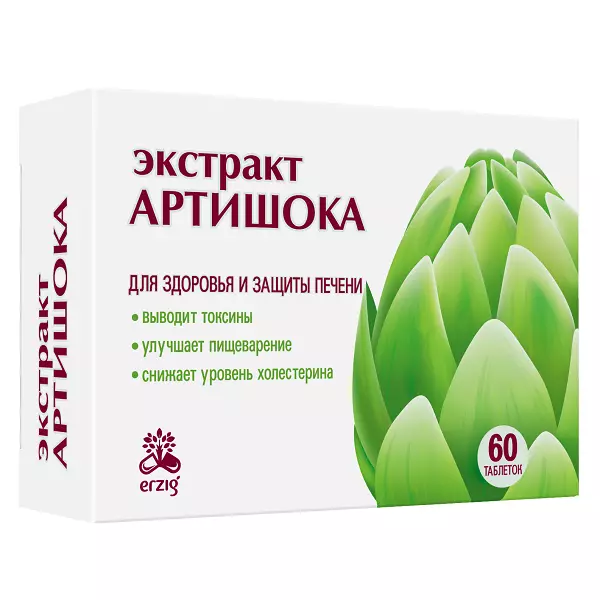 экстракт
АРТИШОКА
ДЛЯ ЗДОРОВЬЯ И ЗАЩИТЫ ПЕЧЕНИ
• выводит токсины
• улучшает пищеварение
• снижает уровень холестерина
erzig
60
ТАБЛЕТОК
экстракт
АРТИШОКА